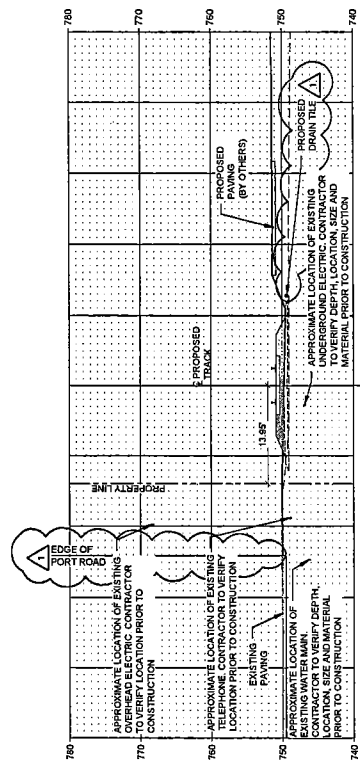 780
770
760
750
740
1
EDGE OF
PORT ROAD
APPROXIMATE LOCATION OF EXISTING
OVERHEAD ELECTRIC CONTRACTOR
TO VERIFY LOCATION PRIOR TO
CONSTRUCTION
APPROXIMATE LOCATION OF EXISTING
TELEPHONE. CONTRACTOR TO VERIFY
LOCATION PRIOR TO CONSTRUCTION
EXISTING
PAVING
APPROXIMATE LOCATION OF
EXISTING WATER MAIN.
CONTRACTOR TO VERIFY DEPTH,
LOCATION, SIZE AND MATERIAL
PRIOR TO CONSTRUCTION
PROPERTY LINE
13.95'
℄ PROPOSED
TRACK
PROPOSED
PAVING
(BY OTHERS)
APPROXIMATE LOCATION OF EXISTING
UNDERGROUND ELECTRIC. CONTRACTOR
TO VERIFY DEPTH, LOCATION, SIZE AND
MATERIAL PRIOR TO CONSTRUCTION
PROPOSED
DRAIN TILE
1
780
770
760
750
740